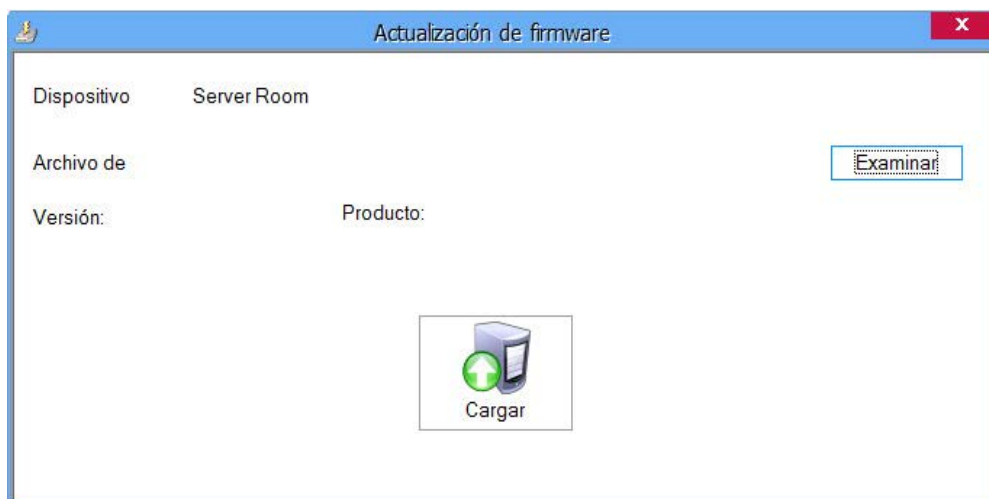 Actualización de firmware
x
Dispositivo Server Room
Archivo de Examinar
Versión: Producto:
Cargar